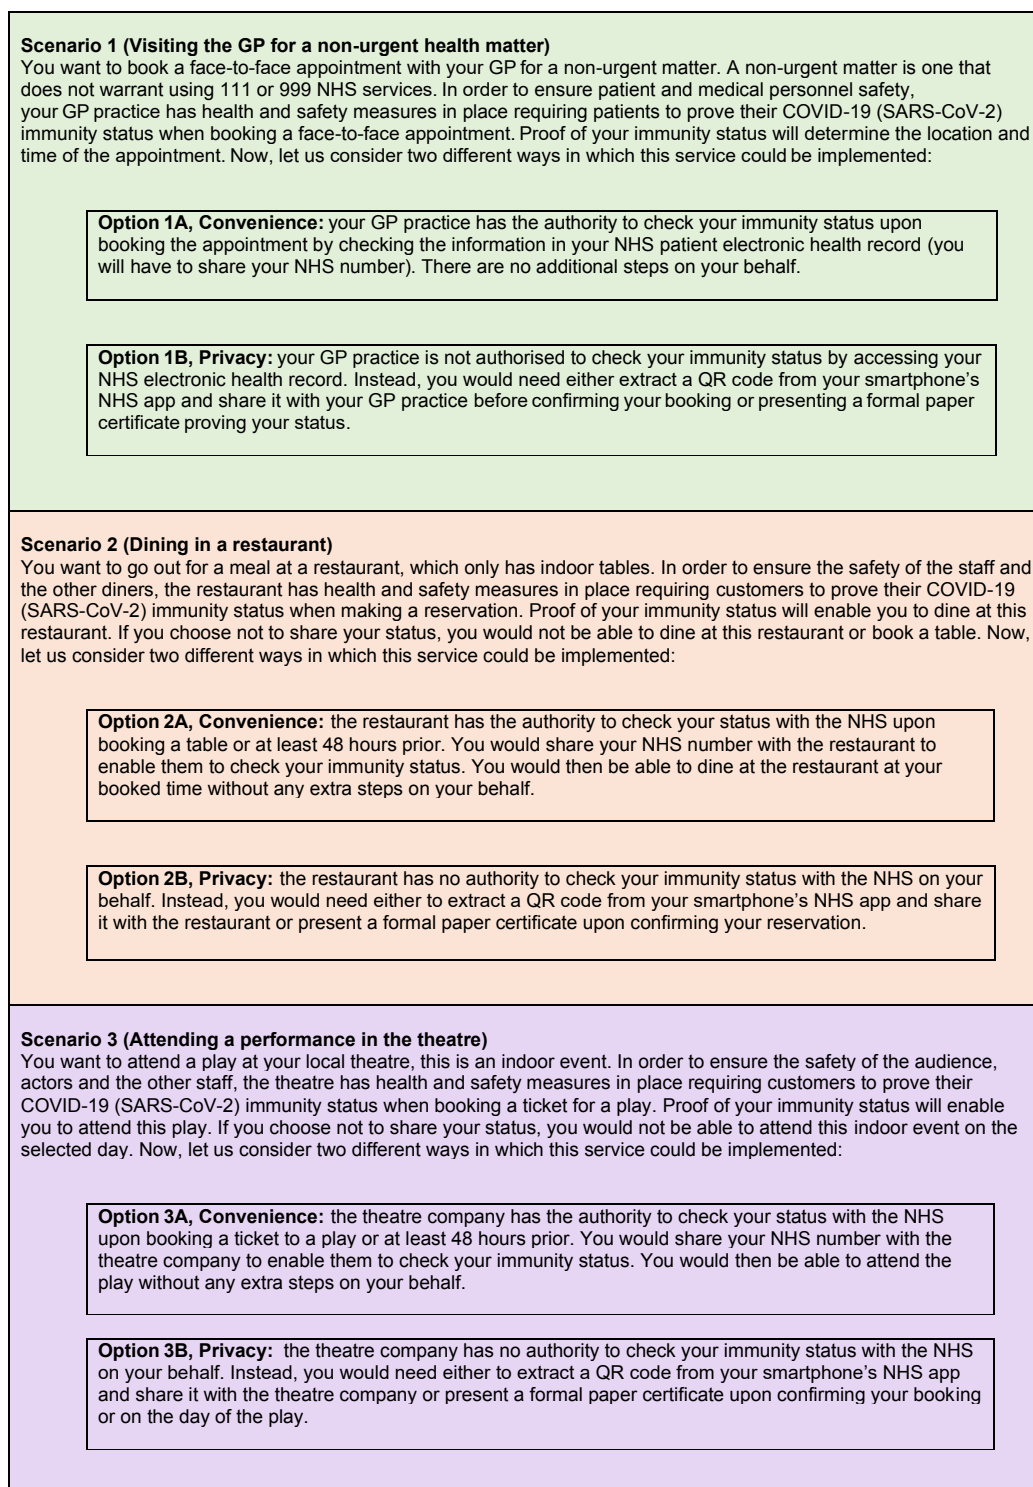 Scenario 1 (Visiting the GP for a non-urgent health matter)
You want to book a face-to-face appointment with your GP for a non-urgent matter. A non-urgent matter is one that
does not warrant using 111 or 999 NHS services. In order to ensure patient and medical personnel safety,
your GP practice has health and safety measures in place requiring patients to prove their COVID-19 (SARS-CoV-2)
immunity status when booking a face-to-face appointment. Proof of your immunity status will determine the location and
time of the appointment. Now, let us consider two different ways in which this service could be implemented:
Option 1A, Convenience: your GP practice has the authority to check your immunity status upon
booking the appointment by checking the information in your NHS patient electronic health record (you
will have to share your NHS number). There are no additional steps on your behalf.
Option 1B, Privacy: your GP practice is not authorised to check your immunity status by accessing your
NHS electronic health record. Instead, you would need either extract a QR code from your smartphone's
NHS app and share it with your GP practice before confirming your booking or presenting a formal paper
certificate proving your status.
Scenario 2 (Dining in a restaurant)
You want to go out for a meal at a restaurant, which only has indoor tables. In order to ensure the safety of the staff and
the other diners, the restaurant has health and safety measures in place requiring customers to prove their COVID-19
(SARS-CoV-2) immunity status when making a reservation. Proof of your immunity status will enable you to dine at this
restaurant. If you choose not to share your status, you would not be able to dine at this restaurant or book a table. Now,
let us consider two different ways in which this service could be implemented:
Option 2A, Convenience: the restaurant has the authority to check your status with the NHS upon
booking a table or at least 48 hours prior. You would share your NHS number with the restaurant to
enable them to check your immunity status. You would then be able to dine at the restaurant at your
booked time without any extra steps on your behalf.
Option 2B, Privacy: the restaurant has no authority to check your immunity status with the NHS on your
behalf. Instead, you would need either to extract a QR code from your smartphone's NHS app and share
it with the restaurant or present a formal paper certificate upon confirming your reservation.
Scenario 3 (Attending a performance in the theatre)
You want to attend a play at your local theatre, this is an indoor event. In order to ensure the safety of the audience,
actors and the other staff, the theatre has health and safety measures in place requiring customers to prove their
COVID-19 (SARS-CoV-2) immunity status when booking a ticket for a play. Proof of your immunity status will enable
you to attend this play. If you choose not to share your status, you would not be able to attend this indoor event on the
selected day. Now, let us consider two different ways in which this service could be implemented:
Option 3A, Convenience: the theatre company has the authority to check your status with the NHS
upon booking a ticket to a play or at least 48 hours prior. You would share your NHS number with the
theatre company to enable them to check your immunity status. You would then be able to attend the
play without any extra steps on your behalf.
Option 3B, Privacy: the theatre company has no authority to check your immunity status with the NHS
on your behalf. Instead, you would need either to extract a QR code from your smartphone's NHS app
and share it with the theatre company or present a formal paper certificate upon confirming your booking
or on the day of the play.